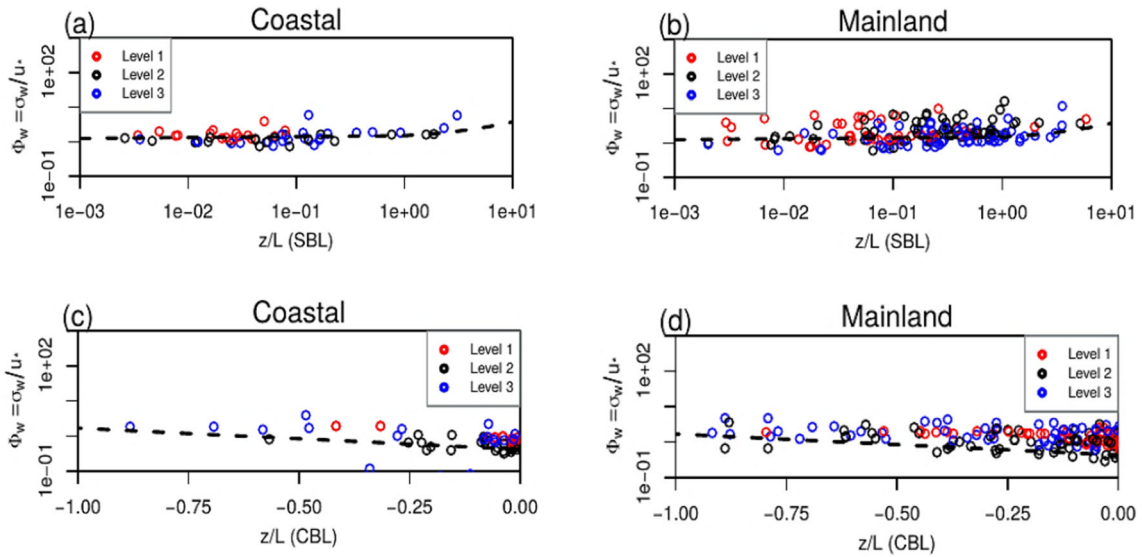 (a) Coastal
Level 1
Level 2
Level 3
Φw =σw/u*
1e+02
1e−01
1e−03 1e−02 1e−01 1e+00 1e+01
z/L (SBL)
(b) Mainland
Level 1
Level 2
Level 3
Φw =σw/u*
1e+02
1e−01
1e−03 1e−02 1e−01 1e+00 1e+01
z/L (SBL)
(c) Coastal
Level 1
Level 2
Level 3
Φw =σw/u*
1e+02
1e−01
−1.00 −0.75 −0.50 −0.25 0.00
z/L (CBL)
(d) Mainland
Level 1
Level 2
Level 3
Φw =σw/u*
1e+02
1e−01
−1.00 −0.75 −0.50 −0.25 0.00
z/L (CBL)